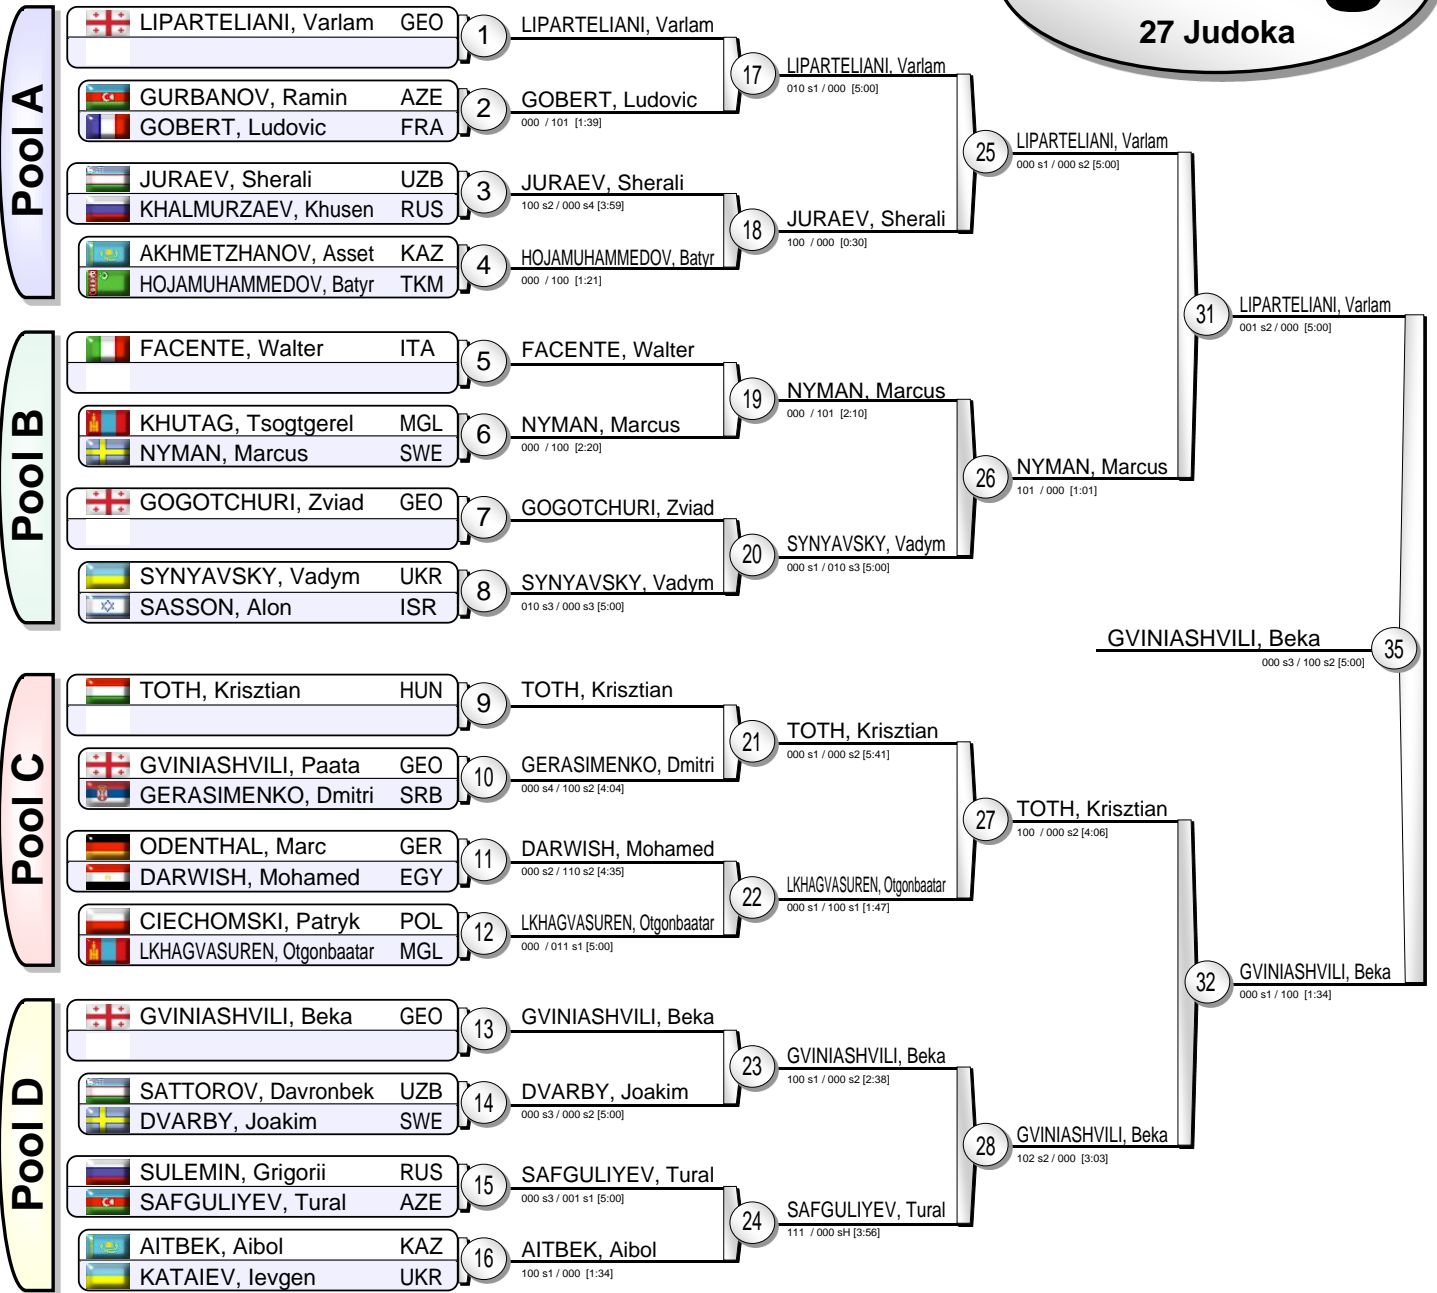 27 Judoka
Pool A
LIPARTELIANI, Varlam GEO
1
GURBANOV, Ramin AZE
GOBERT, Ludovic FRA
2
JURAEV, Sherali UZB
KHALMURZAEV, Khusen RUS
3
AKHMETZHANOV, Asset KAZ
HOJAMUHAMMEDOV, Batyr TKM
4
Pool B
FACENTE, Walter ITA
5
KHUTAG, Tsogtgerel MGL
NYMAN, Marcus SWE
6
GOGOTCHURI, Zviad GEO
7
SYNYAVSKY, Vadym UKR
SASSON, Alon ISR
8
Pool C
TOTH, Krisztian HUN
9
GVINIASHVILI, Paata GEO
GERASIMENKO, Dmitri SRB
10
ODENTHAL, Marc GER
DARWISH, Mohamed EGY
11
CIECHOMSKI, Patryk POL
LKHAGVASUREN, Otgonbaatar MGL
12
Pool D
GVINIASHVILI, Beka GEO
13
SATTOROV, Davronbek UZB
DVARBY, Joakim SWE
14
SULEMIN, Grigorii RUS
SAFGULIYEV, Tural AZE
15
AITBEK, Aibol KAZ
KATAIEV, Ievgen UKR
16
LIPARTELIANI, Varlam
GOBERT, Ludovic
000 / 101 [1:39]
17
JURAEV, Sherali
100 s2 / 000 s4 [3:59]
HOJAMUHAMMEDOV, Batyr
000 / 100 [1:21]
18
FACENTE, Walter
NYMAN, Marcus
000 / 100 [2:20]
19
GOGOTCHURI, Zviad
SYNYAVSKY, Vadym
010 s3 / 000 s3 [5:00]
20
TOTH, Krisztian
GERASIMENKO, Dmitri
000 s4 / 100 s2 [4:04]
21
DARWISH, Mohamed
000 s2 / 110 s2 [4:35]
LKHAGVASUREN, Otgonbaatar
000 / 011 s1 [5:00]
22
GVINIASHVILI, Beka
DVARBY, Joakim
000 s3 / 000 s2 [5:00]
23
SAFGULIYEV, Tural
000 s3 / 001 s1 [5:00]
AITBEK, Aibol
100 s1 / 000 [1:34]
24
LIPARTELIANI, Varlam
010 s1 / 000 [5:00]
JURAEV, Sherali
100 / 000 [0:30]
25
NYMAN, Marcus
000 / 101 [2:10]
SYNYAVSKY, Vadym
000 s1 / 010 s3 [5:00]
26
TOTH, Krisztian
000 s1 / 000 s2 [5:41]
LKHAGVASUREN, Otgonbaatar
000 s1 / 100 s1 [1:47]
27
GVINIASHVILI, Beka
100 s1 / 000 s2 [2:38]
SAFGULIYEV, Tural
111 / 000 sH [3:56]
28
LIPARTELIANI, Varlam
000 s1 / 000 s2 [5:00]
NYMAN, Marcus
101 / 000 [1:01]
31
TOTH, Krisztian
100 / 000 s2 [4:06]
GVINIASHVILI, Beka
102 s2 / 000 [3:03]
32
LIPARTELIANI, Varlam
001 s2 / 000 [5:00]
GVINIASHVILI, Beka
000 s1 / 100 [1:34]
GVINIASHVILI, Beka
000 s3 / 100 s2 [5:00]
35